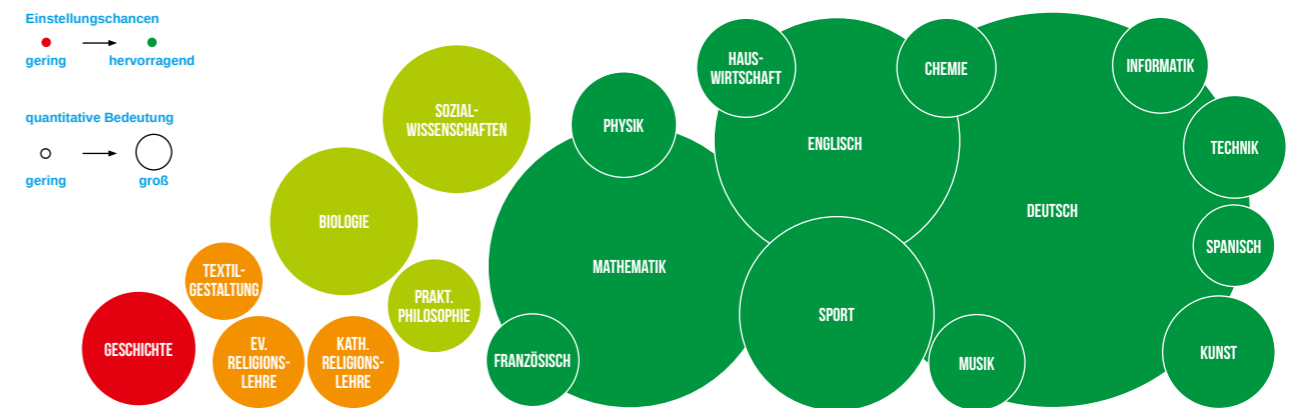 Einstellungschancen
gering
hervorragend
quantitative Bedeutung
gering
groß
GESCHICHTE
TEXTIL-
GESTALTUNG
EV.
RELIGIONS-
LEHRE
KATH.
RELIGIONS-
LEHRE
BIOLOGIE
SOZIAL-
WISSENSCHAFTEN
PRAKT.
PHILOSOPHIE
PHYSIK
MATHEMATIK
FRANZÖSISCH
HAUS-
WIRTSCHAFT
ENGLISCH
SPORT
CHEMIE
DEUTSCH
MUSIK
INFORMATIK
TECHNIK
SPANISCH
KUNST